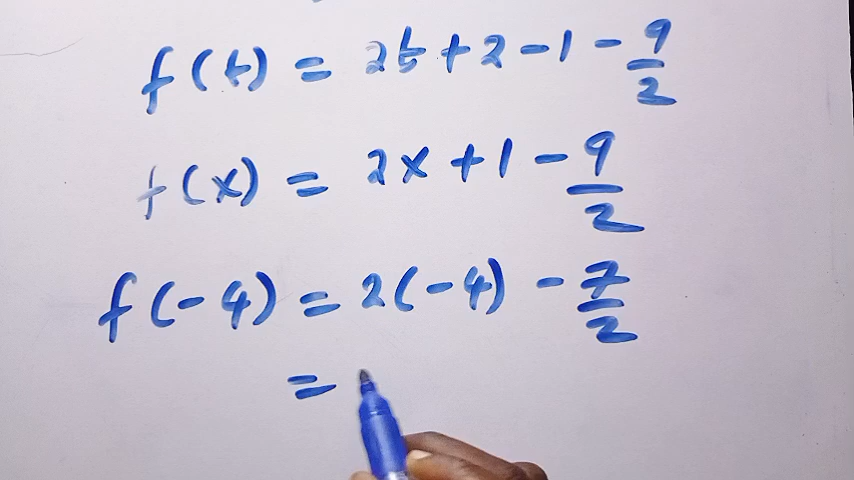 f(t) = 2t + 2 - 1 - 9/2
f(x) = 2x + 1 - 9/2
f(-4) = 2(-4) - 7/2
=